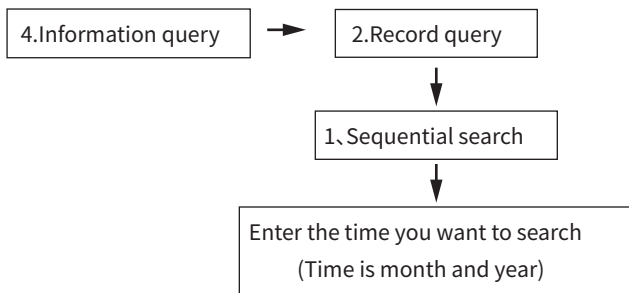 4.Information query
2.Record query
1、Sequential search
Enter the time you want to search
(Time is month and year)